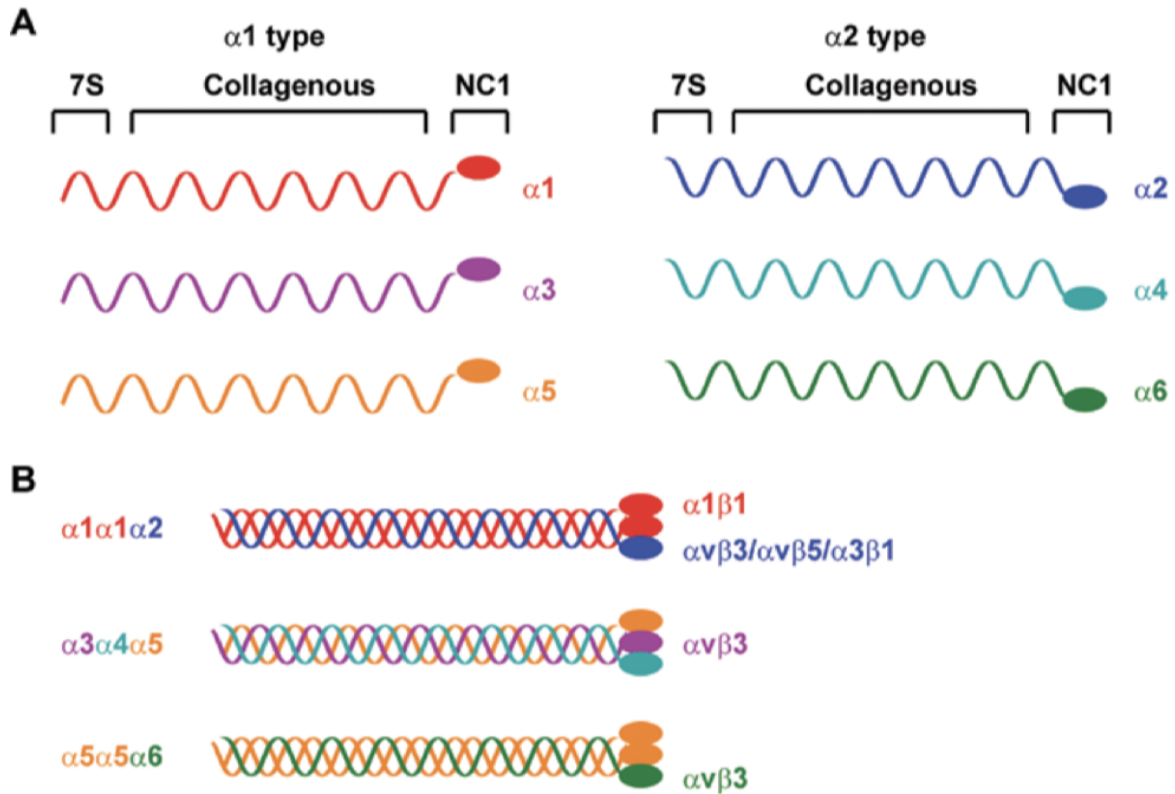 A
α1 type α2 type
7S Collagenous NC1 7S Collagenous NC1
α1 α2
α3 α4
α5 α6
B
α1α1α2 α1β1
αvβ3/αvβ5/α3β1
α3α4α5 αvβ3
α5α5α6 αvβ3